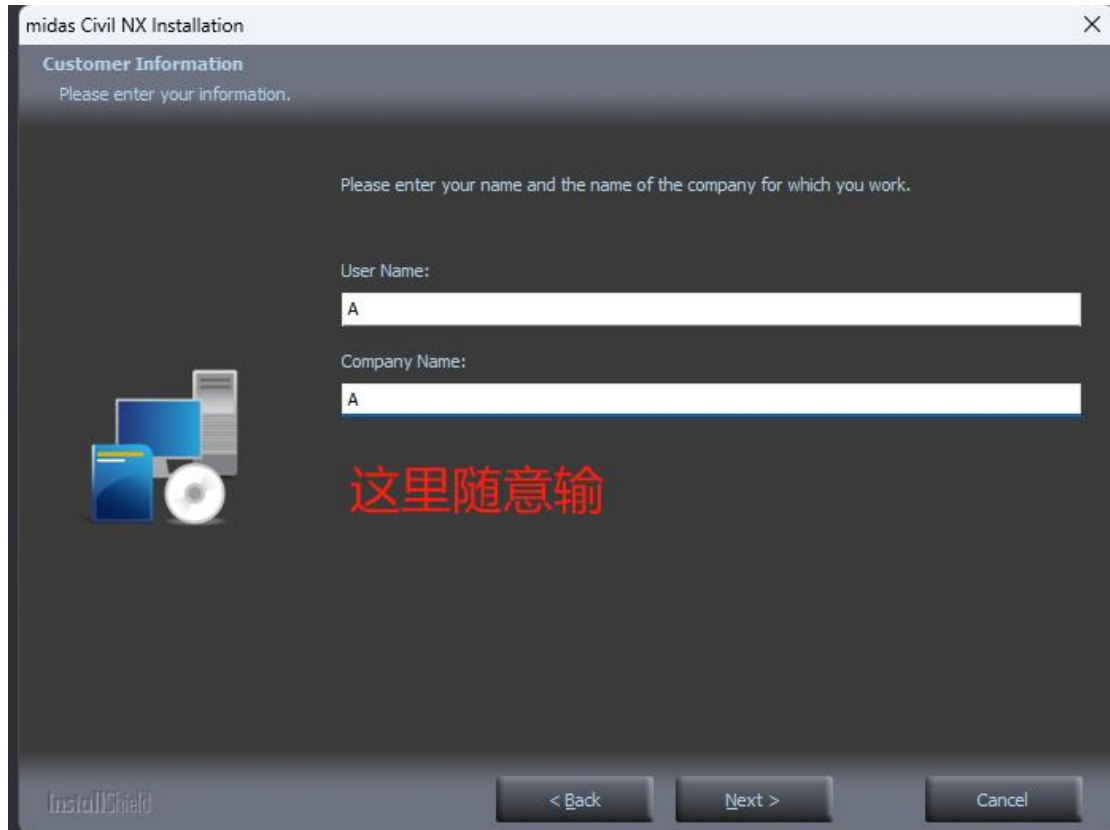 midas Civil NX Installation
Customer Information
Please enter your information.
Please enter your name and the name of the company for which you work.
User Name:
A
Company Name:
A
这里随意输
InstallShield
< Back
Next >
Cancel